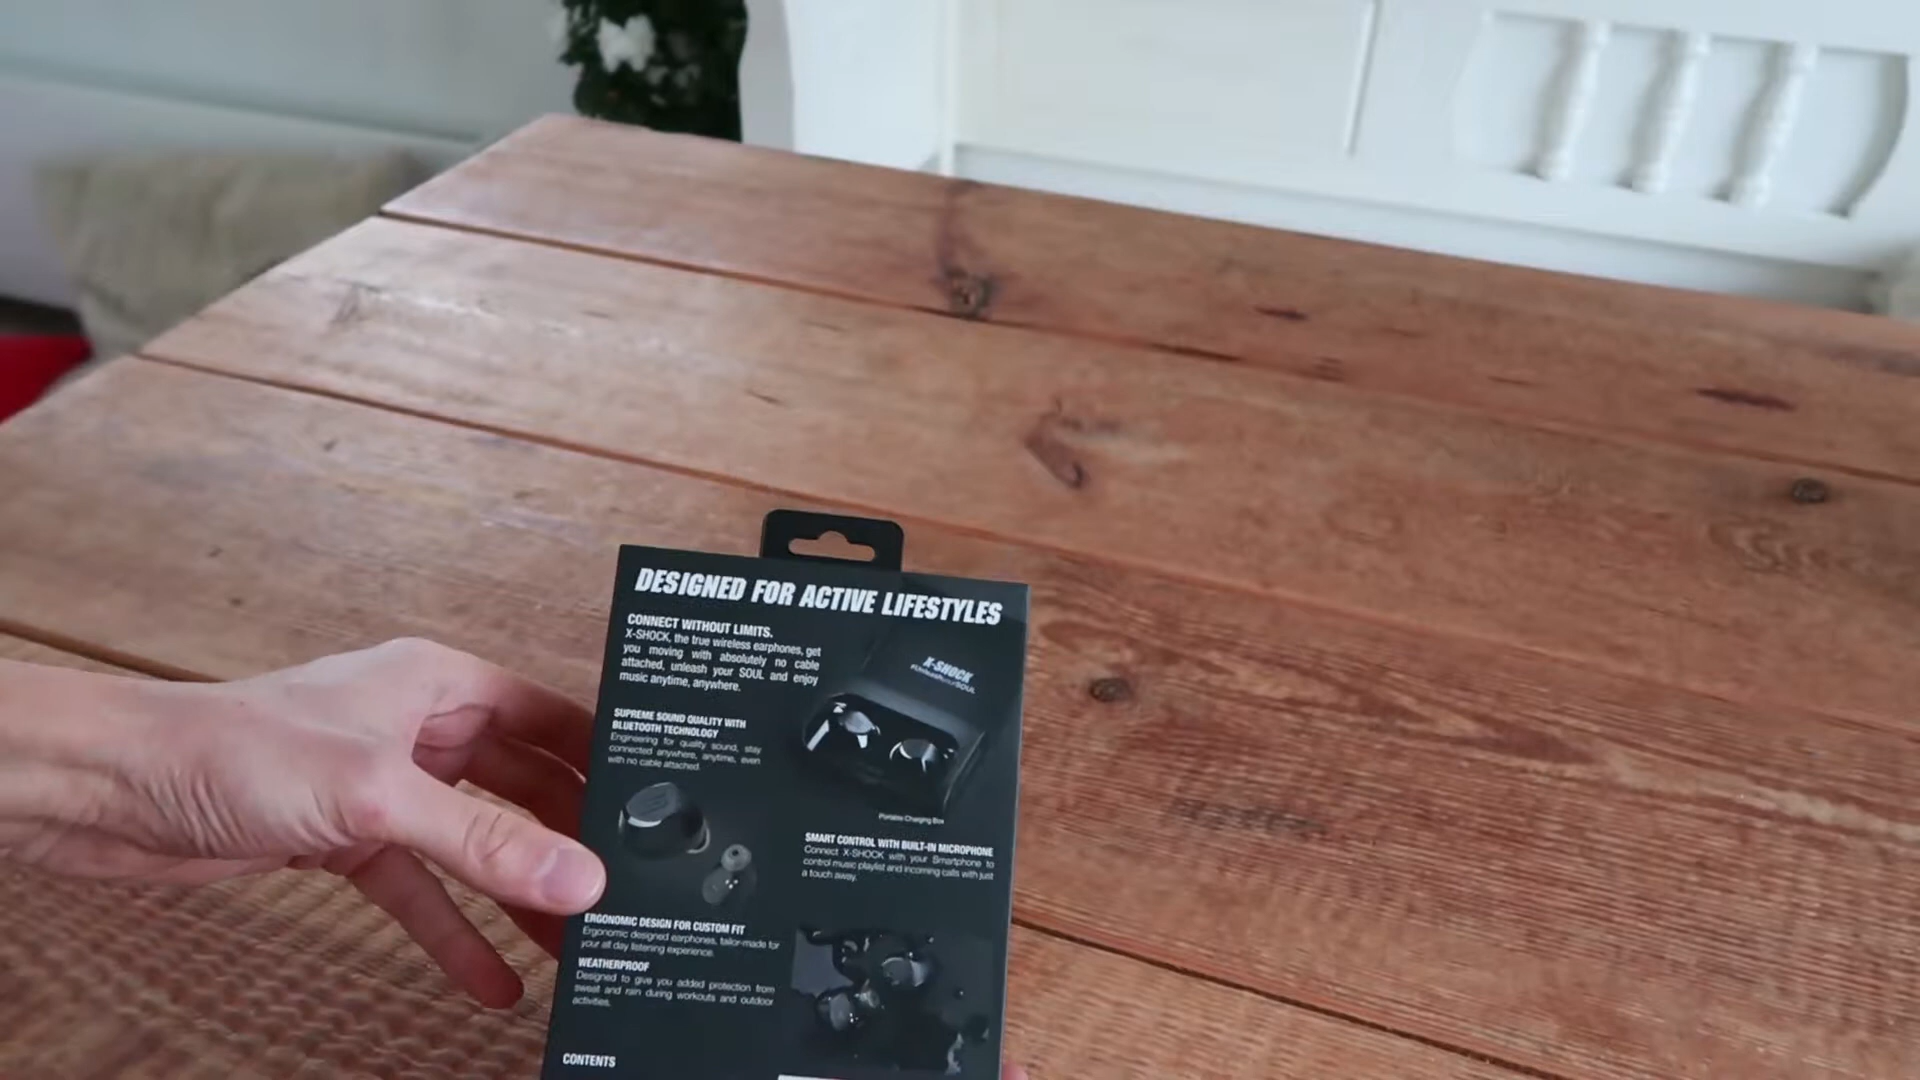 DESIGNED FOR ACTIVE LIFESTYLES
CONNECT WITHOUT LIMITS.
X-SHOCK, the true wireless earphones, get
you moving with absolutely no cable
attached, unleash your SOUL and enjoy
music anytime, anywhere.
X-SHOCK
#UnleashYourSOUL
SUPREME SOUND QUALITY WITH
BLUETOOTH TECHNOLOGY
Engineering for quality sound, stay
connected anywhere, anytime, even
with no cable attached.
Portable Charging Box
SMART CONTROL WITH BUILT-IN MICROPHONE
Connect X-SHOCK with your Smartphone to
control music playlist and incoming calls with just
a touch away.
ERGONOMIC DESIGN FOR CUSTOM FIT
Ergonomic designed earphones, tailor-made for
your all day listening experience.
WEATHERPROOF
Designed to give you added protection from
sweat and rain during workouts and outdoor
activities.
CONTENTS